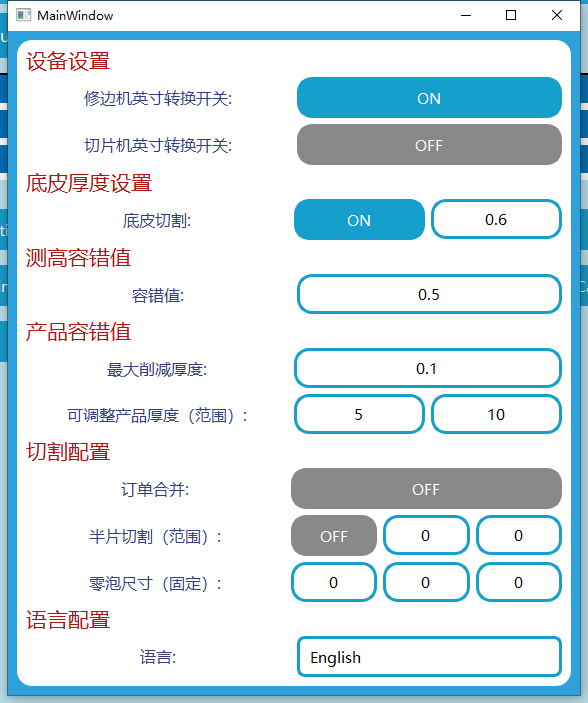 MainWindow
设备设置
修边机英寸转换开关: ON
切片机英寸转换开关: OFF
底皮厚度设置
底皮切割: ON 0.6
测高容错值
容错值: 0.5
产品容错值
最大削减厚度: 0.1
可调整产品厚度（范围）: 5 10
切割配置
订单合并: OFF
半片切割（范围）: OFF 0 0
零泡尺寸（固定）: 0 0 0
语言配置
语言: English